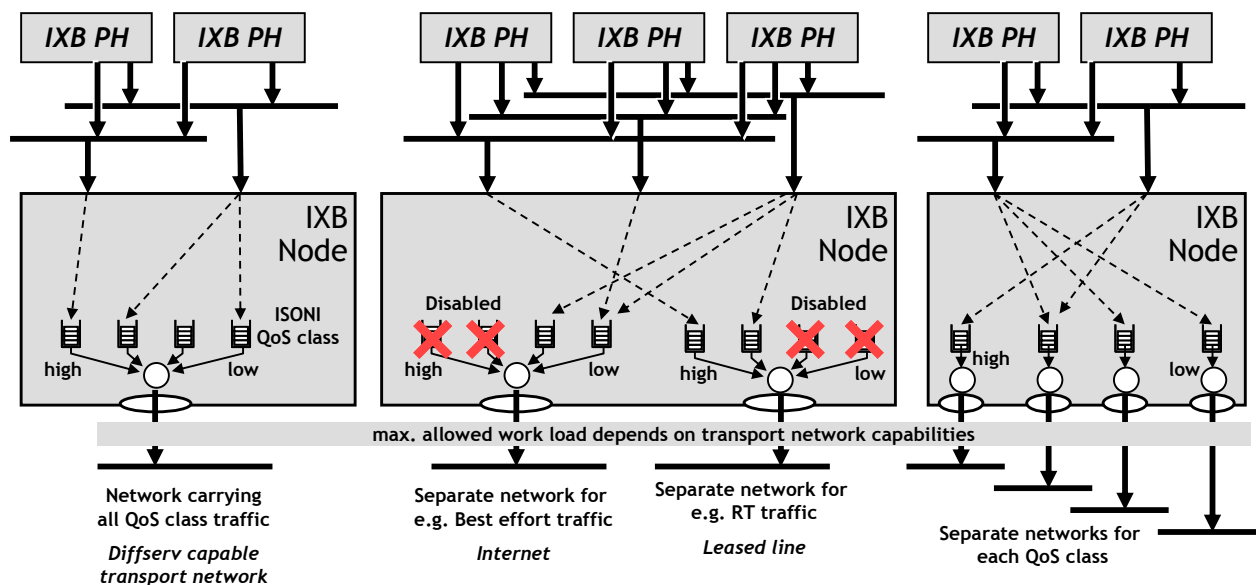 IXB PH
IXB PH
IXB PH
IXB PH
IXB PH
IXB PH
IXB PH
IXB
Node
ISONI
QoS class
high
low
IXB
Node
Disabled
Disabled
high
low
high
low
IXB
Node
high
low
max. allowed work load depends on transport network capabilities
Network carrying
all QoS class traffic
Diffserv capable
transport network
Separate network for
e.g. Best effort traffic
Internet
Separate network for
e.g. RT traffic
Leased line
Separate networks for
each QoS class